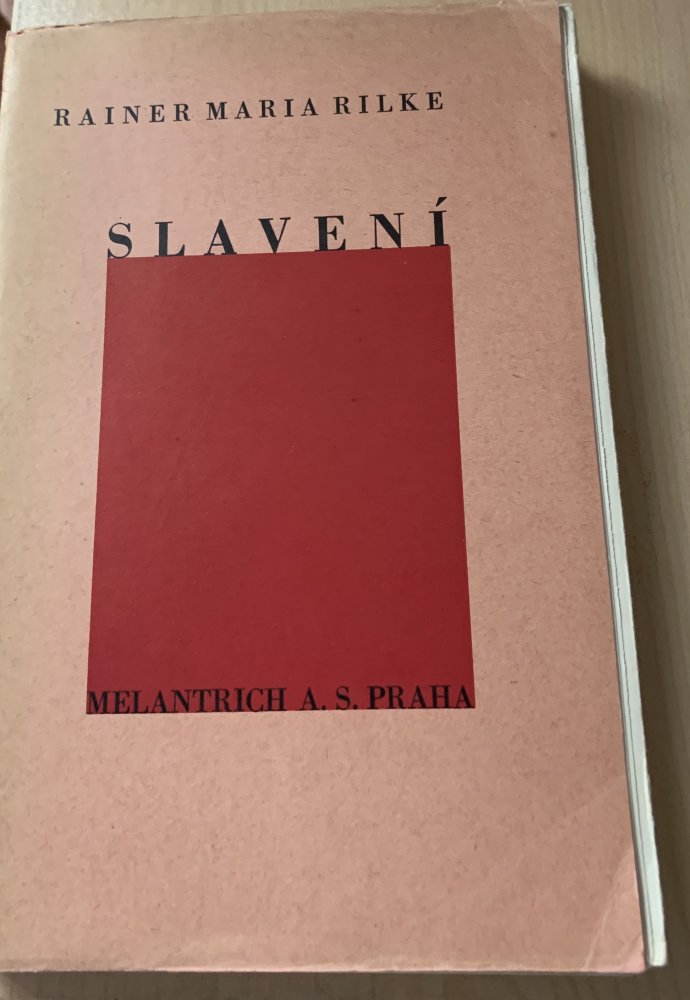 RAINER MARIA RILKE
SLAVENÍ
MELANTRICH A. S. PRAHA